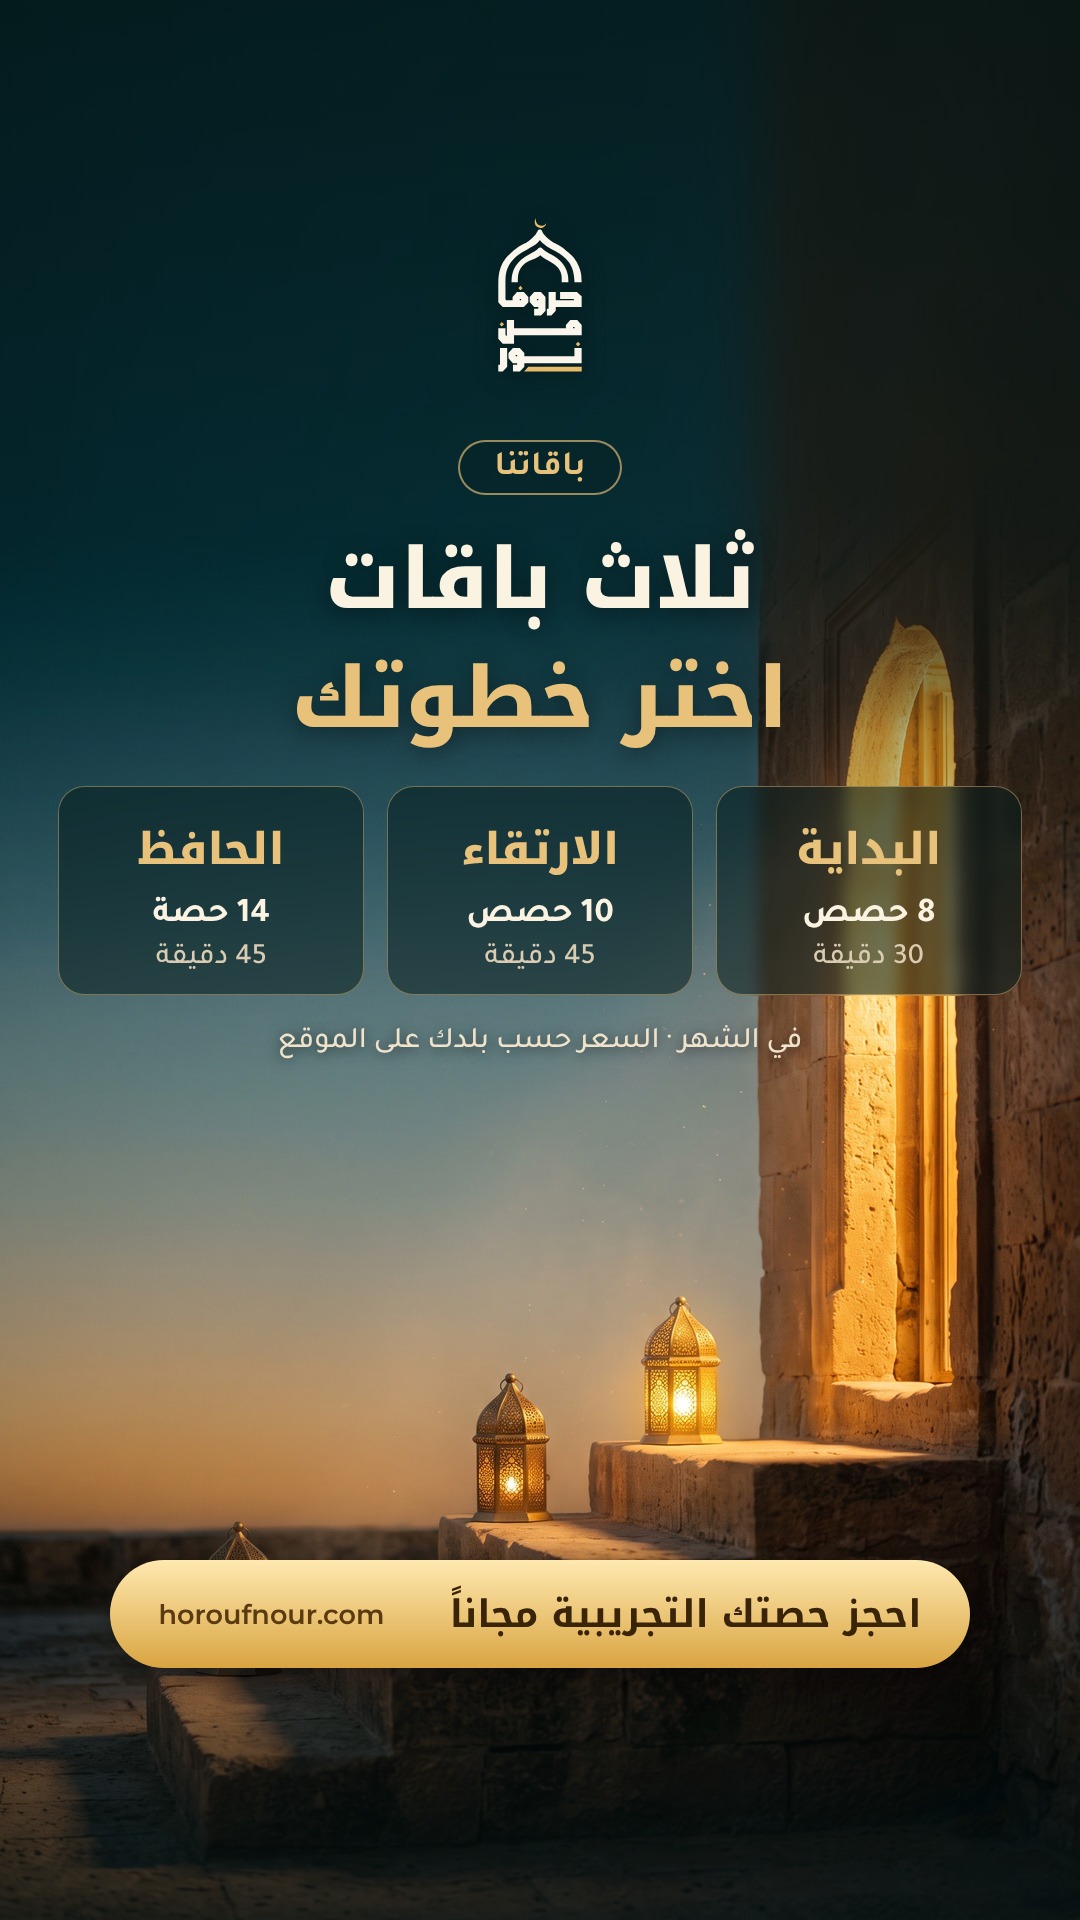 حروف
من
نور
باقاتنا
ثلاث باقات
اختر خطوتك
البداية
8 حصص
30 دقيقة
الارتقاء
10 حصص
45 دقيقة
الحافظ
14 حصة
45 دقيقة
في الشهر · السعر حسب بلدك على الموقع
احجز حصتك التجريبية مجاناً
horoufnour.com